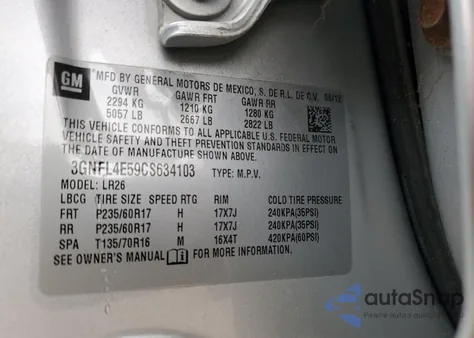 GM
MFD BY GENERAL MOTORS DE MEXICO, S. DE R.L. DE C.V. 06/12
GVWR GAWR FRT GAWR RR
2294 KG 1210 KG 1280 KG
5057 LB 2667 LB 2822 LB
THIS VEHICLE CONFORMS TO ALL APPLICABLE U.S. FEDERAL MOTOR
VEHICLE SAFETY AND THEFT PREVENTION STANDARDS IN EFFECT ON
THE DATE OF MANUFACTURE SHOWN ABOVE.
3GNFL4E59CS634103 TYPE: M.P.V.
MODEL: LR26
LBCG TIRE SIZE SPEED RTG RIM COLD TIRE PRESSURE
FRT P235/60R17 H 17X7J 240KPA(35PSI)
RR P235/60R17 H 17X7J 240KPA(35PSI)
SPA T135/70R16 M 16X4T 420KPA(60PSI)
SEE OWNER'S MANUAL FOR MORE INFORMATION.
autoSnap